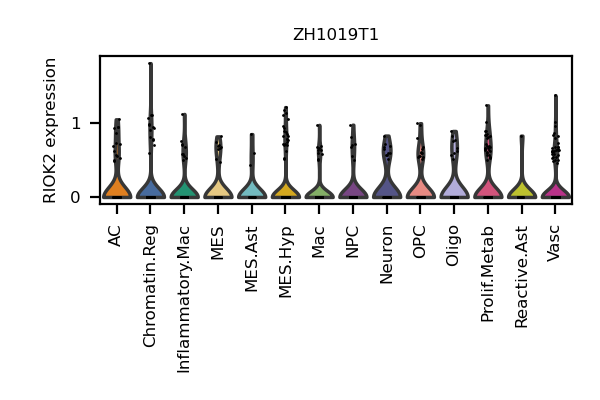 ZH1019T1
RIOK2 expression
1
0
AC
Chromatin.Reg
Inflammatory.Mac
MES
MES.Ast
MES.Hyp
Mac
NPC
Neuron
OPC
Oligo
Prolif.Metab
Reactive.Ast
Vasc